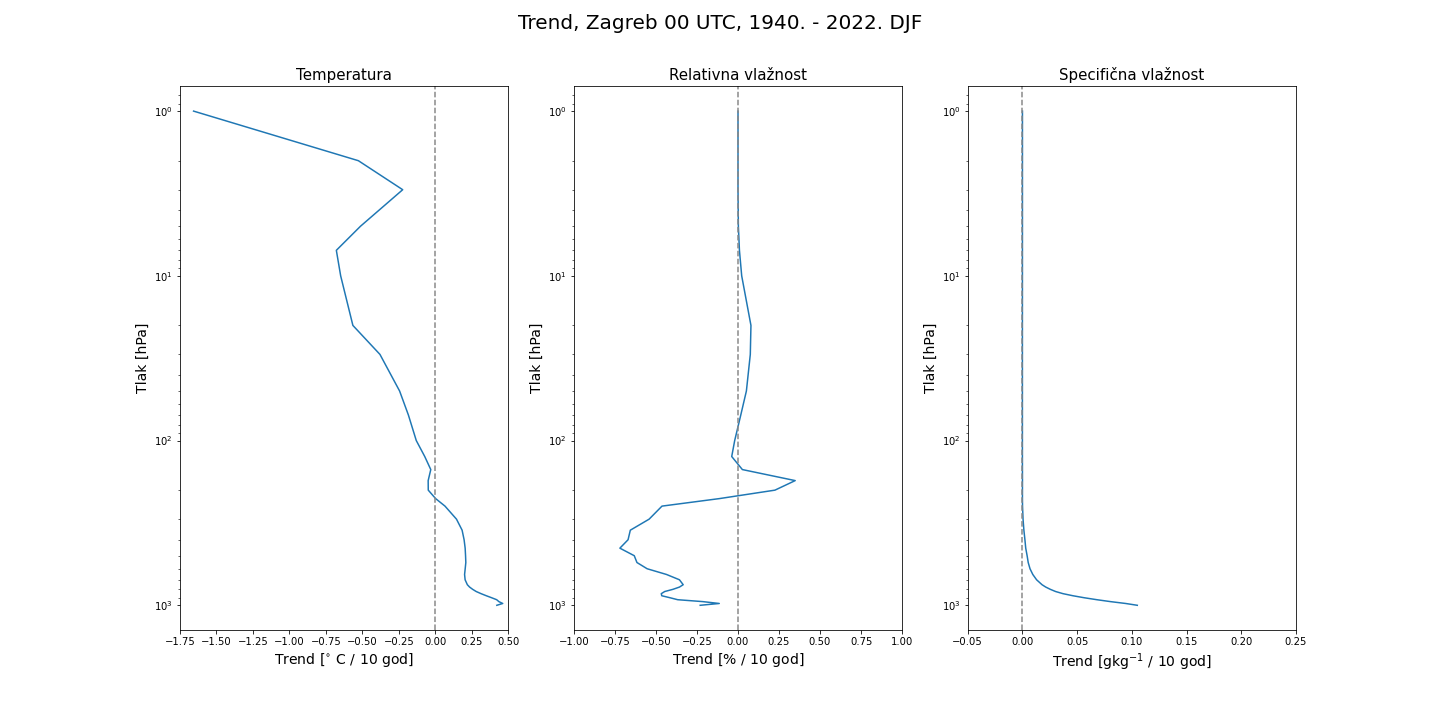 Trend, Zagreb 00 UTC, 1940. - 2022. DJF
Temperatura
10⁰
10¹
10²
10³
Tlak [hPa]
−1.75 −1.50 −1.25 −1.00 −0.75 −0.50 −0.25 0.00 0.25 0.50
Trend [° C / 10 god]
Relativna vlažnost
10⁰
10¹
10²
10³
Tlak [hPa]
−1.00 −0.75 −0.50 −0.25 0.00 0.25 0.50 0.75 1.00
Trend [% / 10 god]
Specifična vlažnost
10⁰
10¹
10²
10³
Tlak [hPa]
−0.05 0.00 0.05 0.10 0.15 0.20 0.25
Trend [gkg⁻¹ / 10 god]